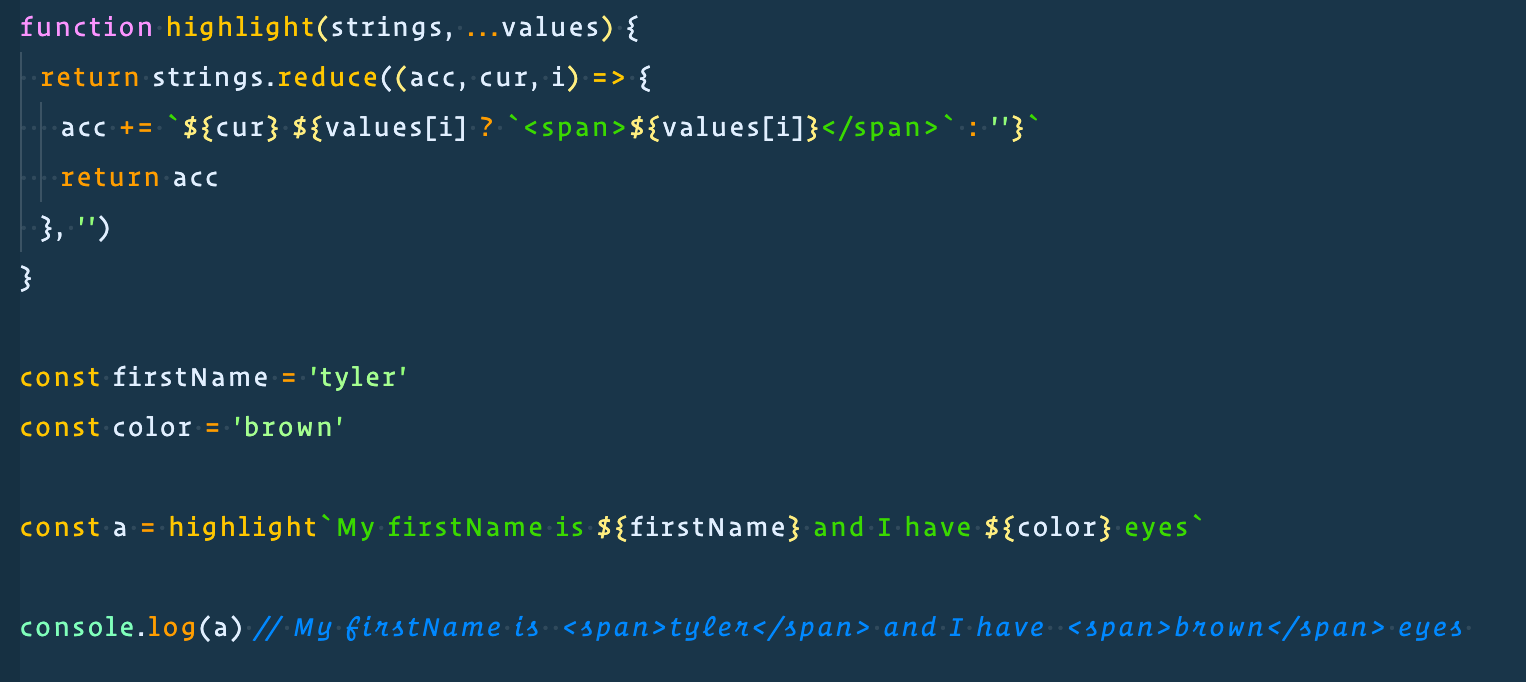 function highlight(strings, ...values) {
  return strings.reduce((acc, cur, i) => {
    acc += `${cur} ${values[i] ? `<span>${values[i]}</span>` : ''}`
    return acc
  }, '')
}
const firstName = 'tyler'
const color = 'brown'
const a = highlight`My firstName is ${firstName} and I have ${color} eyes`
console.log(a) // My firstName is  <span>tyler</span> and I have  <span>brown</span> eyes